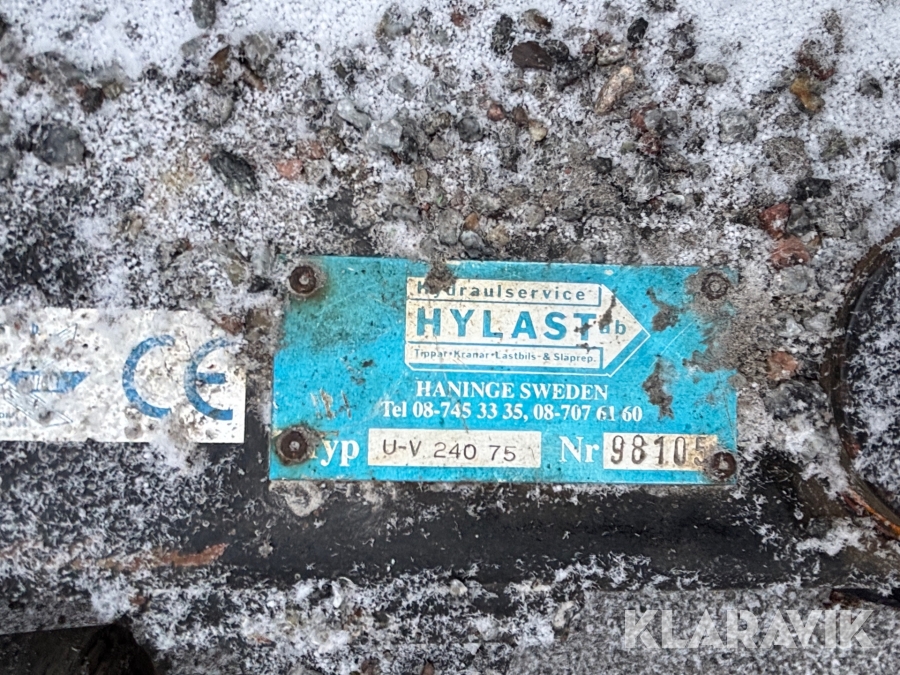 Hydraulservice
HYLAST ab
Tippar·Kranar·Lastbils-& Släprep.
HANINGE SWEDEN
Tel 08-745 33 35, 08-707 61 60
Typ U-V 240 75 Nr 98105
CE
KLARAVIK